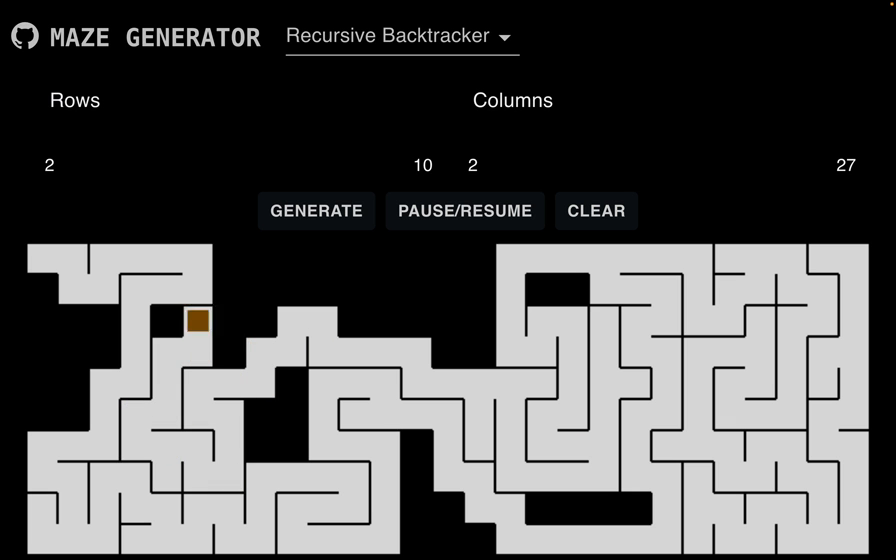 MAZE GENERATOR Recursive Backtracker
Rows Columns
2 10 2 27
GENERATE PAUSE/RESUME CLEAR